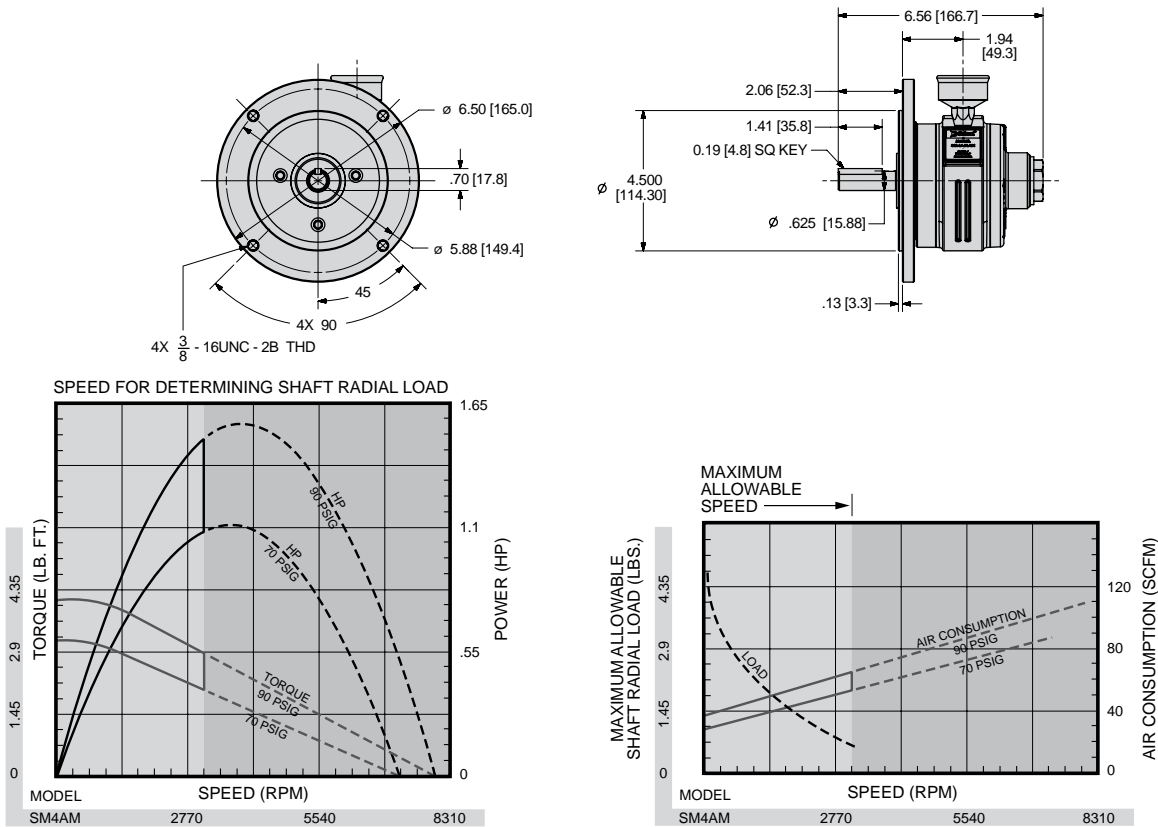 6.56 [166.7]
1.94
[49.3]
2.06 [52.3]
1.41 [35.8]
0.19 [4.8] SQ KEY
ø 4.500
[114.30]
ø .625 [15.88]
.13 [3.3]
ø 6.50 [165.0]
.70 [17.8]
ø 5.88 [149.4]
45
4X 90
4X 3/8 - 16UNC - 2B THD
SPEED FOR DETERMINING SHAFT RADIAL LOAD
1.65
1.1
.55
0
POWER (HP)
TORQUE (LB. FT.)
4.35
2.9
1.45
0
HP
90 PSIG
HP
70 PSIG
TORQUE
90 PSIG
70 PSIG
MODEL
SPEED (RPM)
SM4AM 2770 5540 8310
MAXIMUM
ALLOWABLE
SPEED
MAXIMUM ALLOWABLE
SHAFT RADIAL LOAD (LBS.)
4.35
2.9
1.45
0
LOAD
AIR CONSUMPTION
90 PSIG
70 PSIG
120
80
40
0
AIR CONSUMPTION (SCFM)
MODEL
SPEED (RPM)
SM4AM 2770 5540 8310